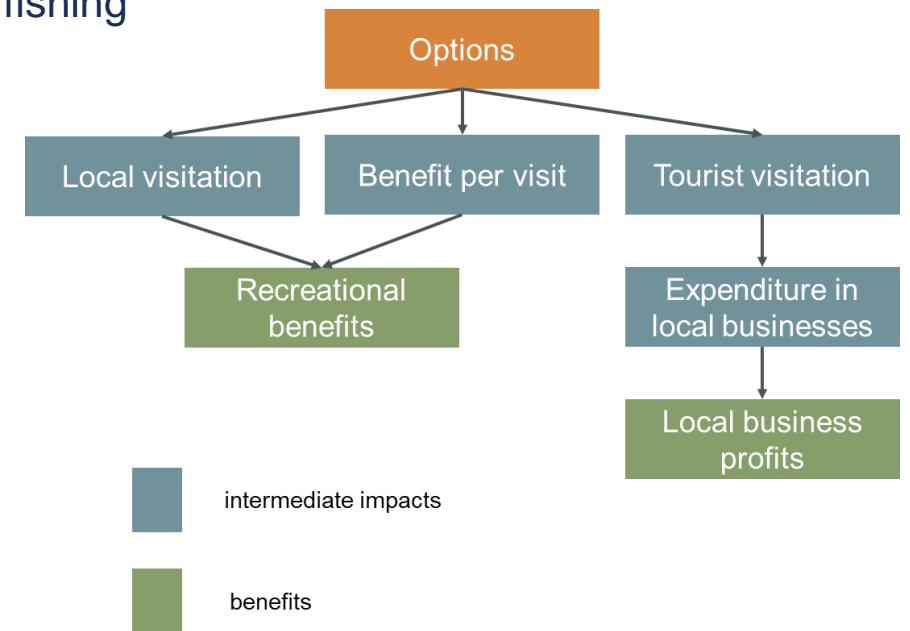 fishing
Options
Local visitation
Benefit per visit
Tourist visitation
Recreational
benefits
Expenditure in
local businesses
Local business
profits
intermediate impacts
benefits